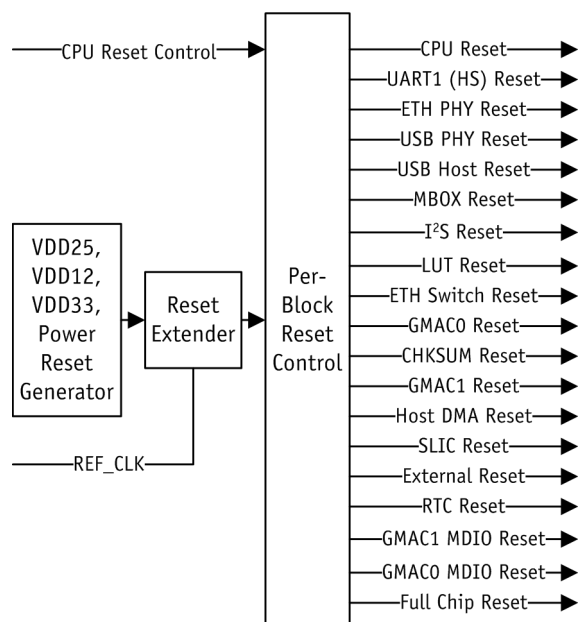 CPU Reset Control
VDD25,
VDD12,
VDD33,
Power
Reset
Generator
Reset
Extender
REF_CLK
Per-
Block
Reset
Control
CPU Reset
UART1 (HS) Reset
ETH PHY Reset
USB PHY Reset
USB Host Reset
MBOX Reset
I²S Reset
LUT Reset
ETH Switch Reset
GMAC0 Reset
CHKSUM Reset
GMAC1 Reset
Host DMA Reset
SLIC Reset
External Reset
RTC Reset
GMAC1 MDIO Reset
GMAC0 MDIO Reset
Full Chip Reset